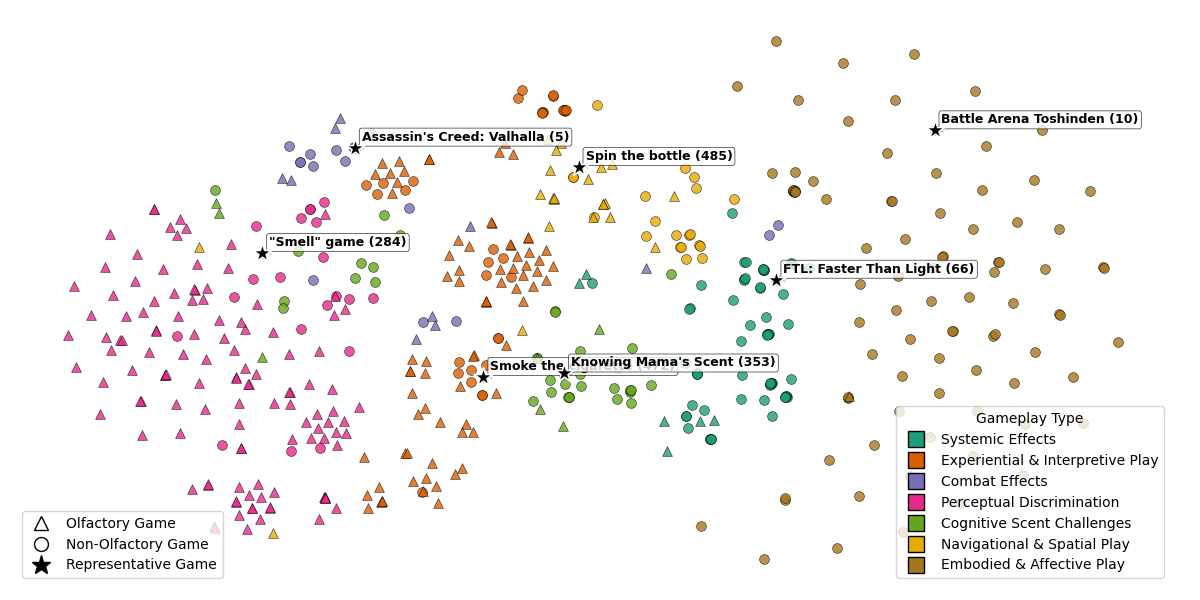 Assassin's Creed: Valhalla (5)
Battle Arena Toshinden (10)
Spin the bottle (485)
"Smell" game (284)
FTL: Faster Than Light (66)
Smoke the
Knowing Mama's Scent (353)
Olfactory Game
Non-Olfactory Game
Representative Game
Gameplay Type
Systemic Effects
Experiential & Interpretive Play
Combat Effects
Perceptual Discrimination
Cognitive Scent Challenges
Navigational & Spatial Play
Embodied & Affective Play